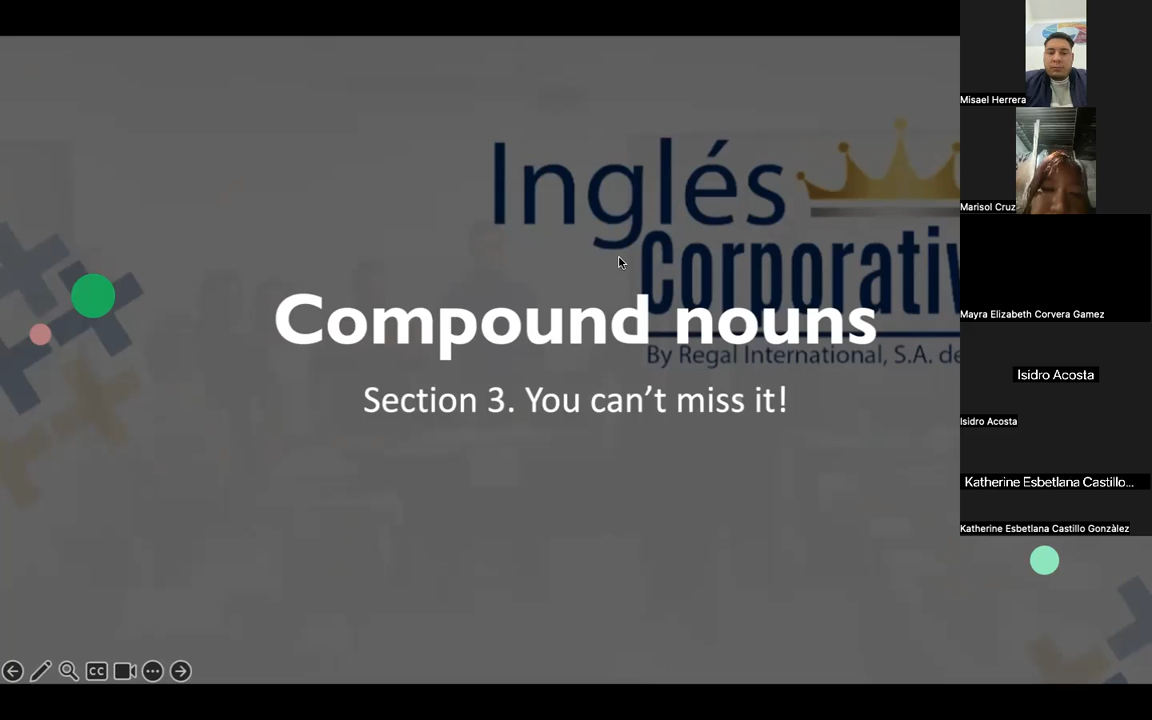 Inglés
Corporativ
By Regal International, S.A. de
Compound nouns
Section 3. You can't miss it!
Misael Herrera
Marisol Cruz
Mayra Elizabeth Corvera Gamez
Isidro Acosta
Isidro Acosta
Katherine Esbetlana Castillo...
Katherine Esbetlana Castillo Gonzàlez
CC